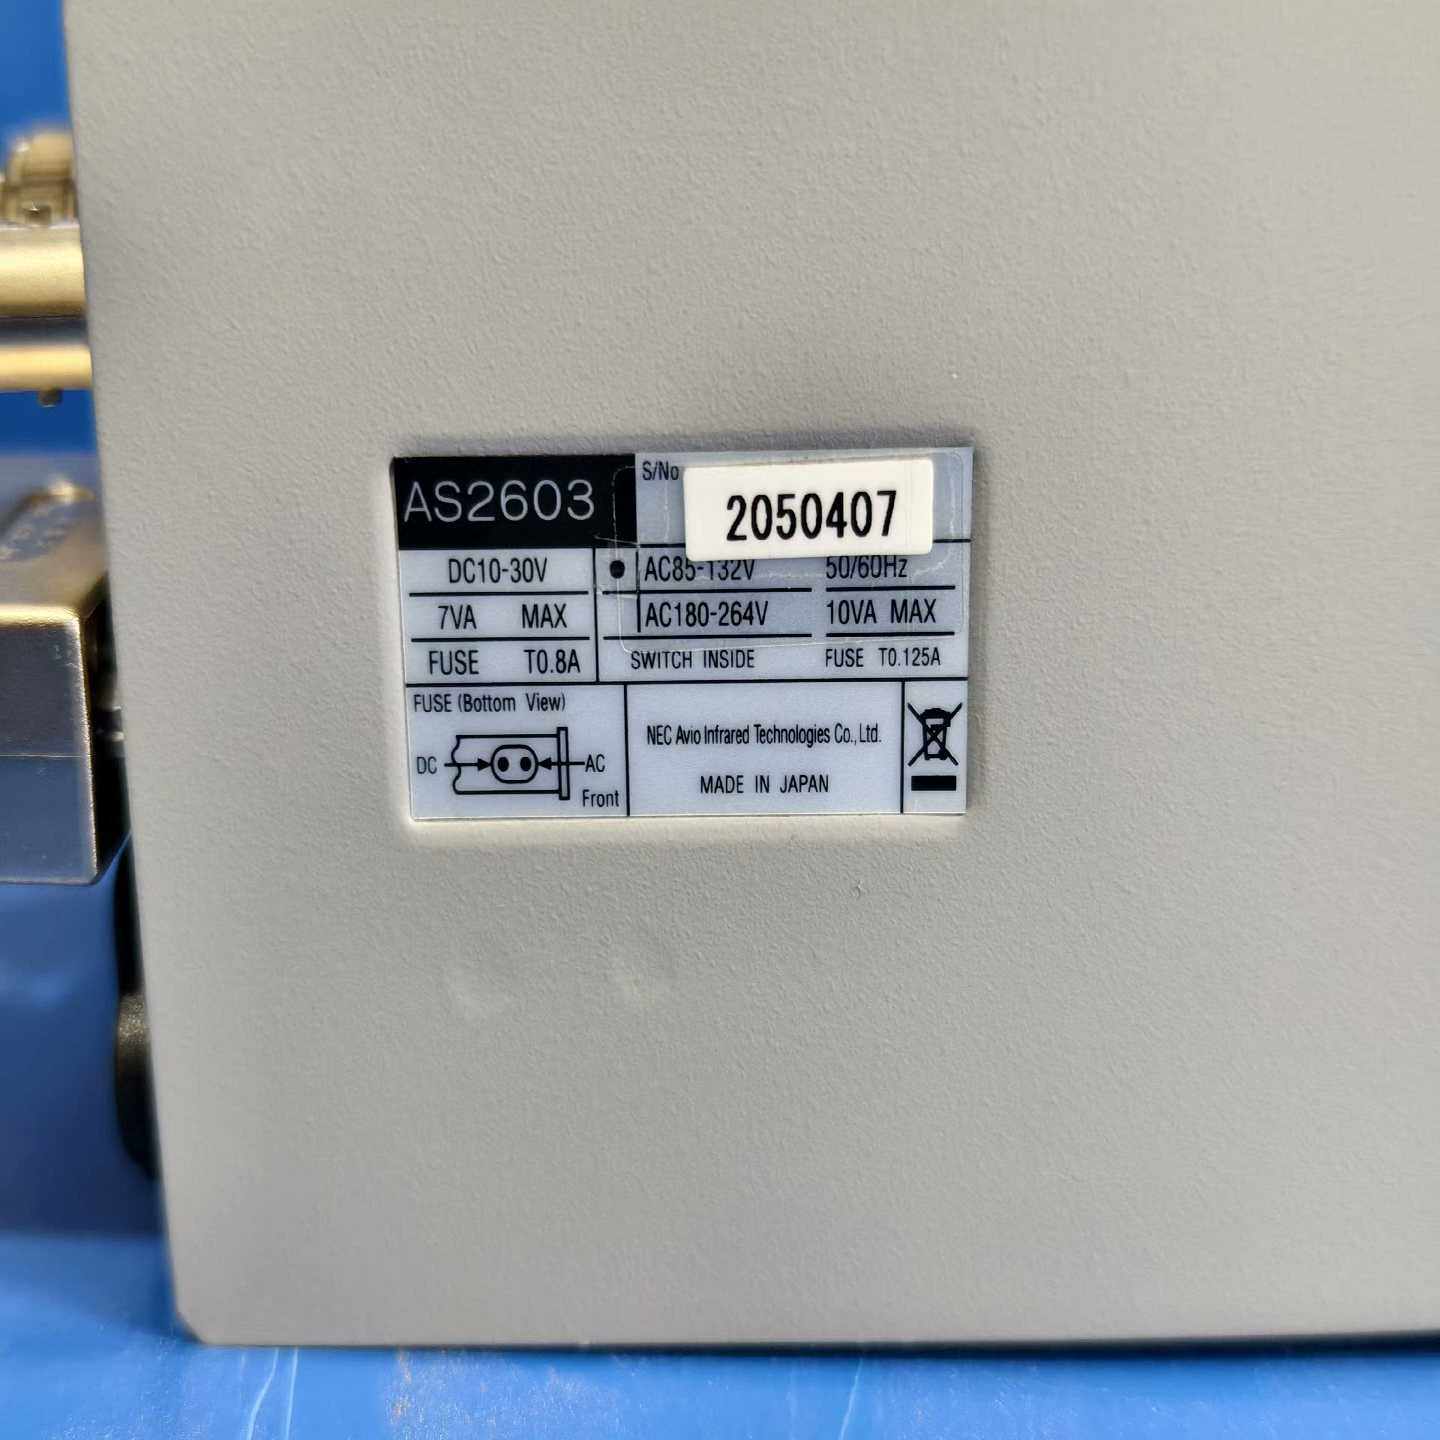 AS2603
S/No
2050407
DC10-30V
7VA MAX
FUSE T0.8A
● AC85-132V 50/60Hz
AC180-264V 10VA MAX
SWITCH INSIDE FUSE T0.125A
FUSE (Bottom View)
DC
AC
Front
NEC Avio Infrared Technologies Co., Ltd.
MADE IN JAPAN